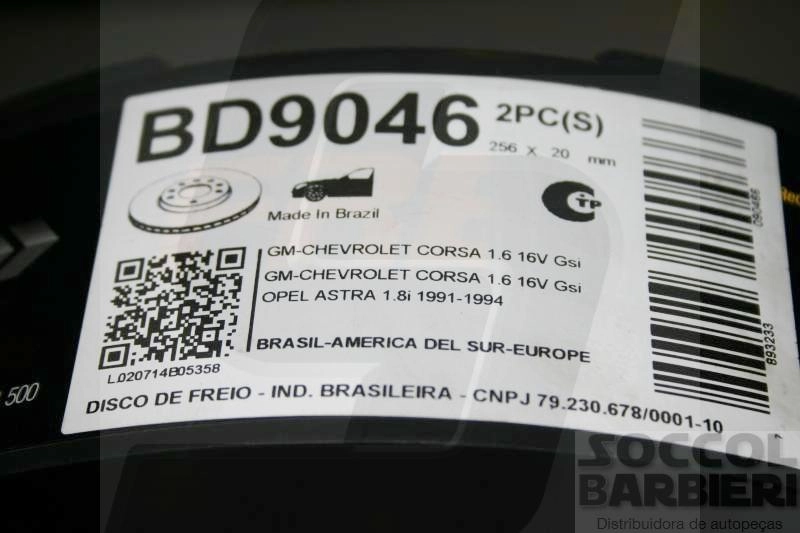 BD9046 2PC(S)
256 X 20 mm
Made In Brazil
CTP
GM-CHEVROLET CORSA 1.6 16V Gsi
GM-CHEVROLET CORSA 1.6 16V Gsi
OPEL ASTRA 1.8i 1991-1994
BRASIL-AMERICA DEL SUR-EUROPE
L020714B05358
DISCO DE FREIO - IND. BRASILEIRA - CNPJ 79.230.678/0001-10
090466
893233
500
SOCCOL
BARBIERI
Distribuidora de autopeças